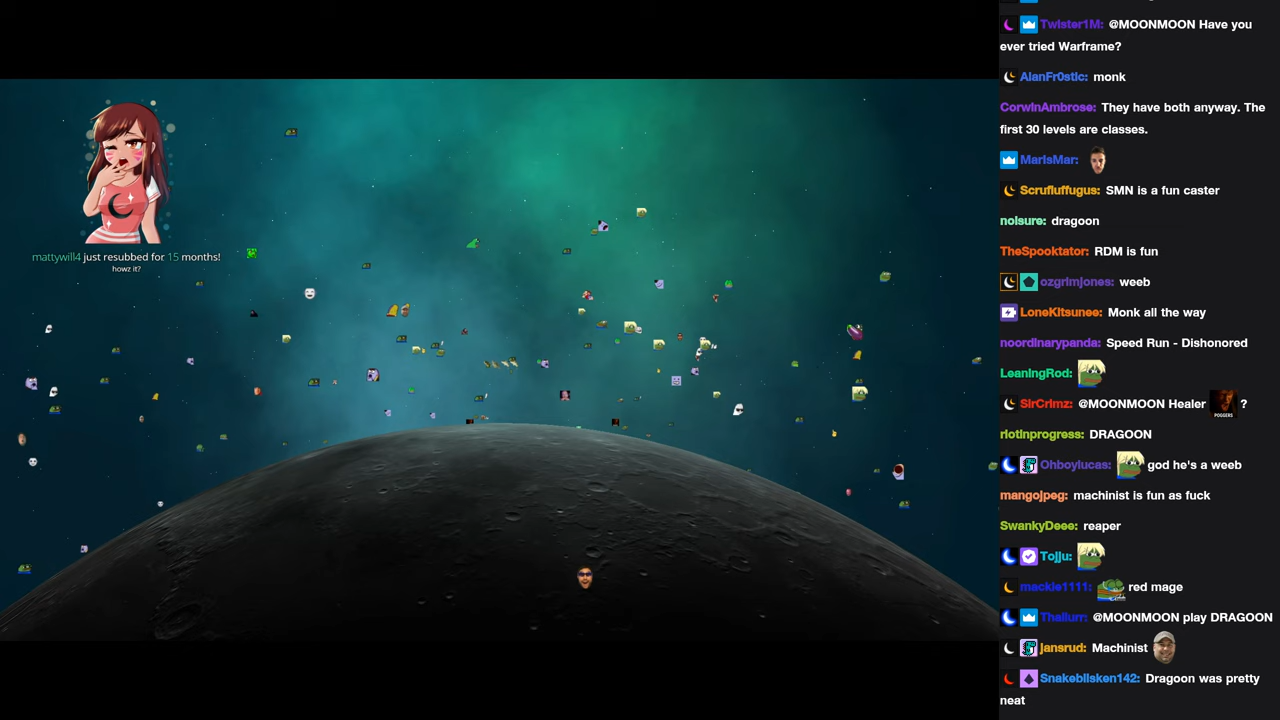 mattywill4 just resubbed for 15 months!
howz it?
Twister1M: @MOONMOON Have you
ever tried Warframe?
AlanFr0stic: monk
CorwinAmbrose: They have both anyway. The
first 30 levels are classes.
MarIsMar:
Scrufluffugus: SMN is a fun caster
noisure: dragoon
TheSpooktator: RDM is fun
ozgrimjones: weeb
LoneKitsunee: Monk all the way
noordinarypanda: Speed Run - Dishonored
LeaningRod:
SirCrimz: @MOONMOON Healer POGGERS ?
riotinprogress: DRAGOON
Ohboylucas: god he's a weeb
mangojpeg: machinist is fun as fuck
SwankyDeee: reaper
Tojju:
mackie1111: red mage
Thallurr: @MOONMOON play DRAGOON
jansrud: Machinist
Snakeblisken142: Dragoon was pretty
neat